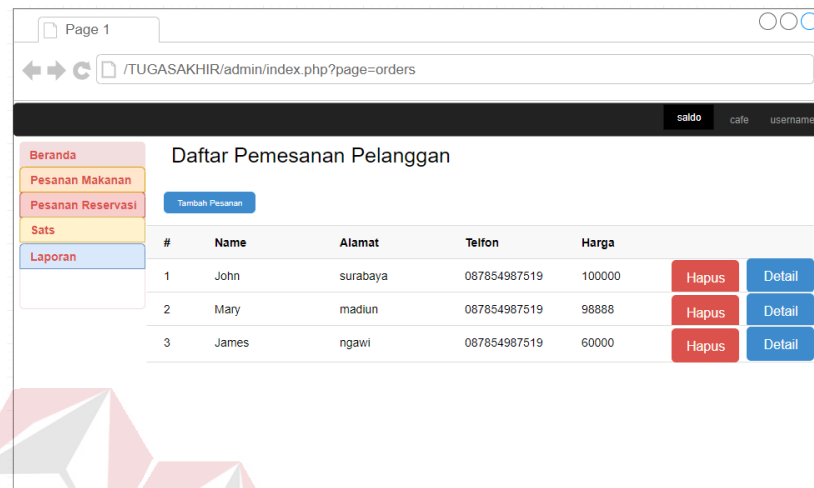 Page 1
/TUGASAKHIR/admin/index.php?page=orders
saldo cafe username
Beranda
Pesanan Makanan
Pesanan Reservasi
Sats
Laporan
Daftar Pemesanan Pelanggan
Tambah Pesanan
# Name Alamat Telfon Harga
1 John surabaya 087854987519 100000 Hapus Detail
2 Mary madiun 087854987519 98888 Hapus Detail
3 James ngawi 087854987519 60000 Hapus Detail